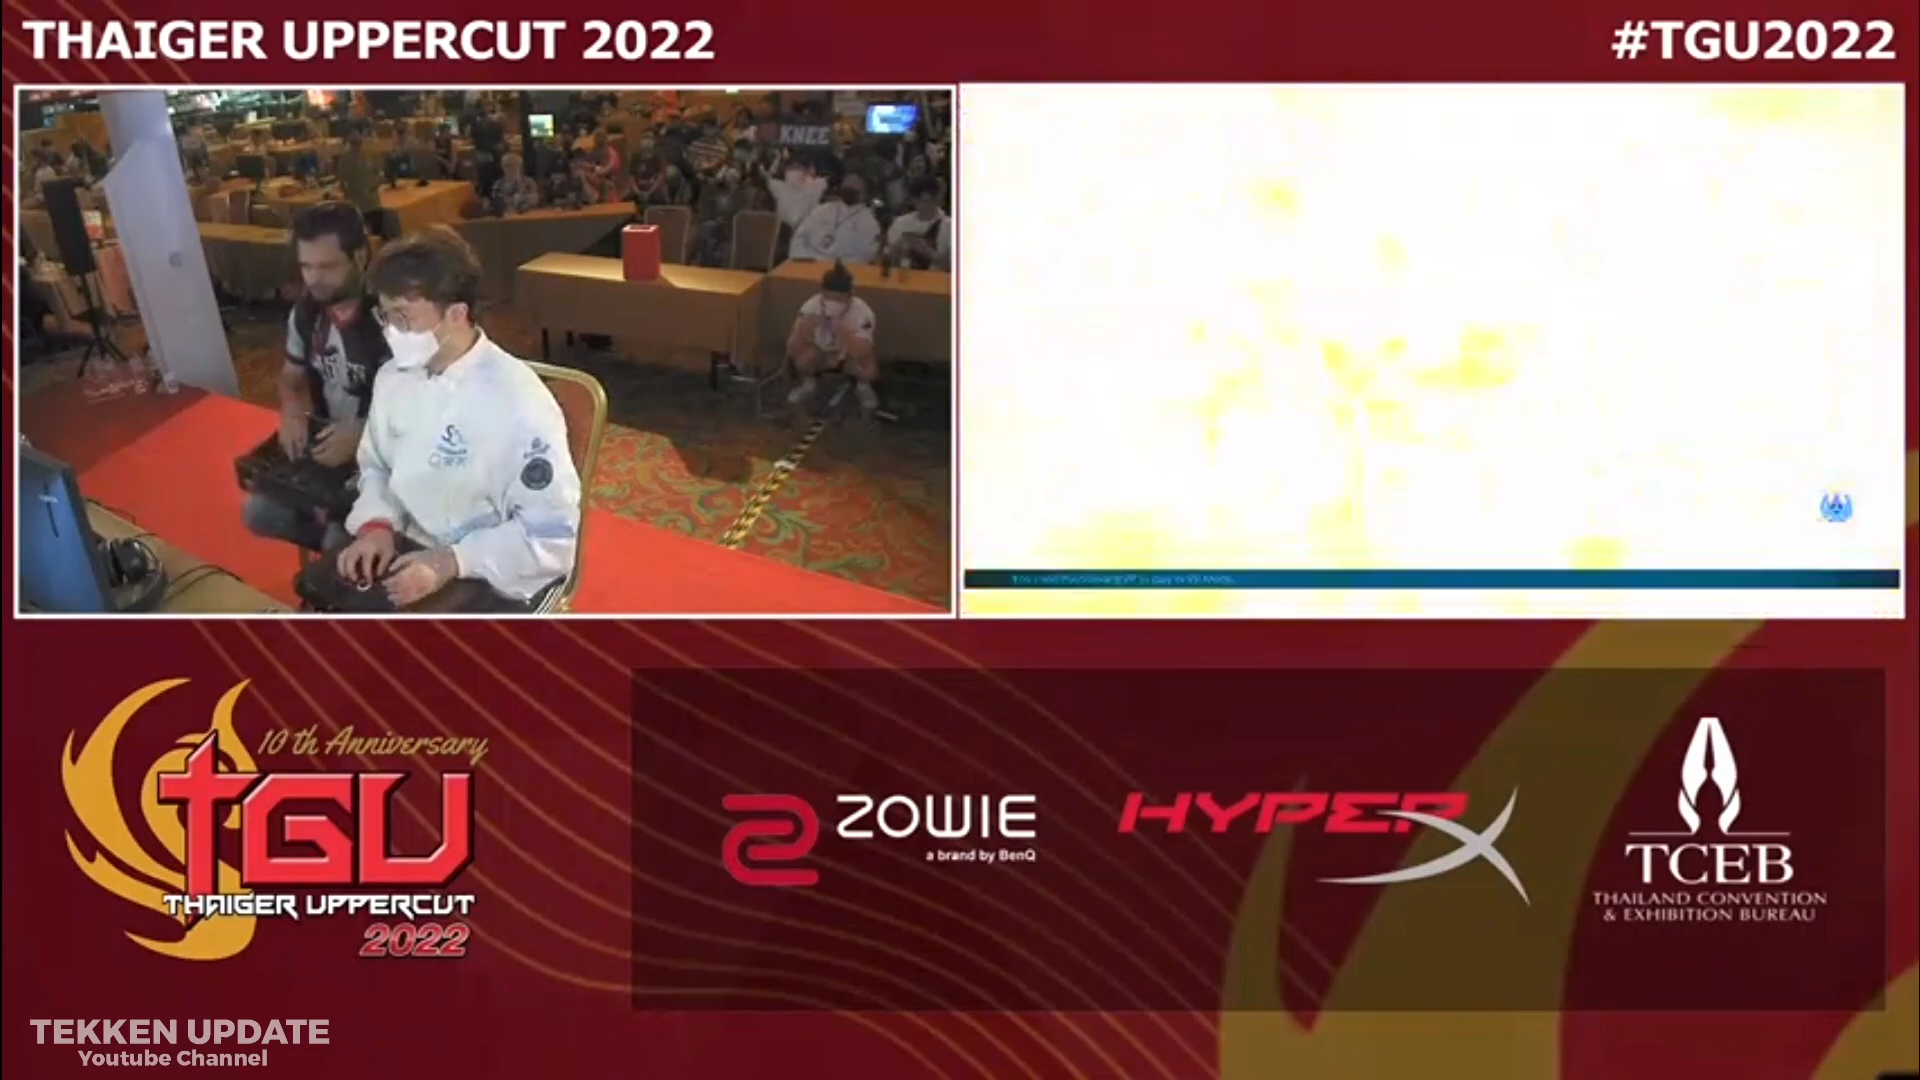 THAIGER UPPERCUT 2022
#TGU2022
KNEE
10 th Anniversary
TGU
THAIGER UPPERCUT
2022
ZOWIE
a brand by BenQ
HYPERX
TCEB
THAILAND CONVENTION
& EXHIBITION BUREAU
TEKKEN UPDATE
Youtube Channel